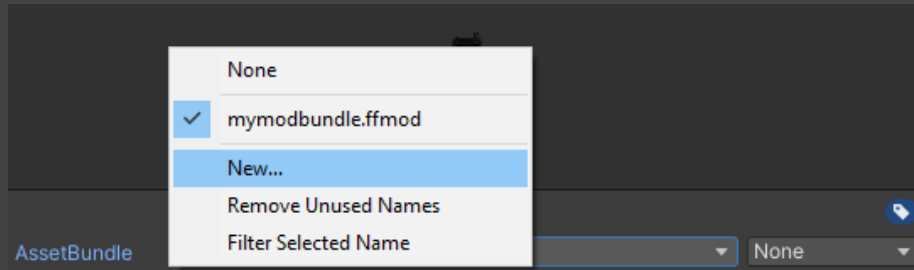 None
mymodbundle.ffmod
New...
Remove Unused Names
Filter Selected Name
AssetBundle
None